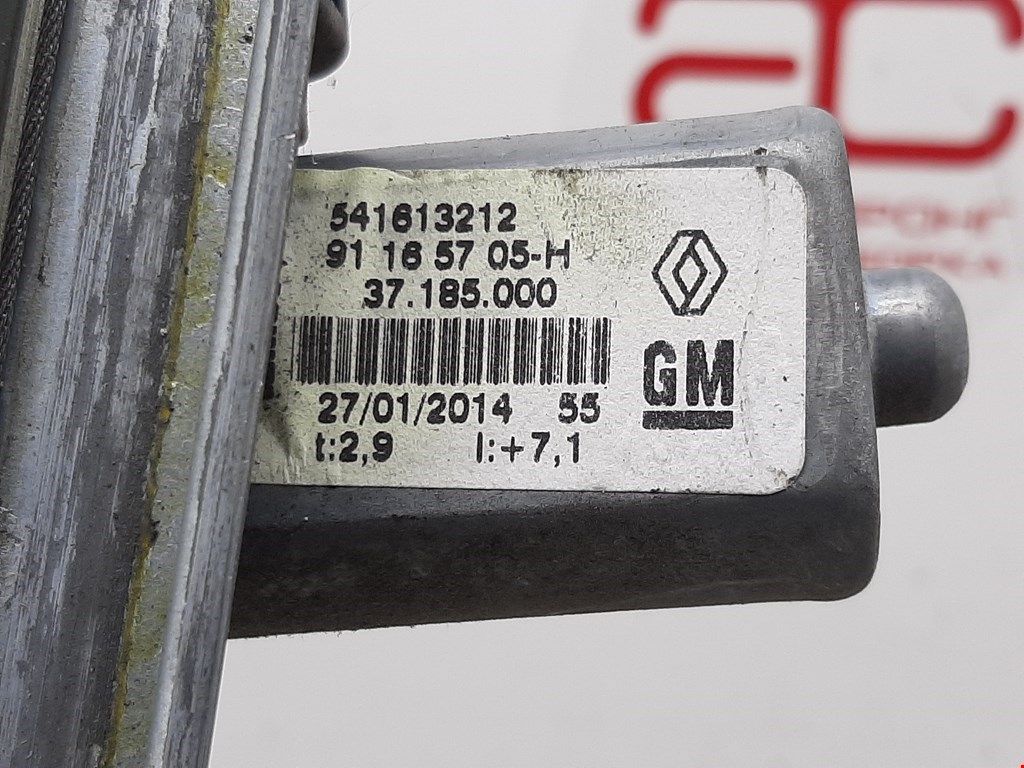 541613212
91 16 57 05-H
37.185.000
27/01/2014 55
t:2,9 I:+7,1
GM